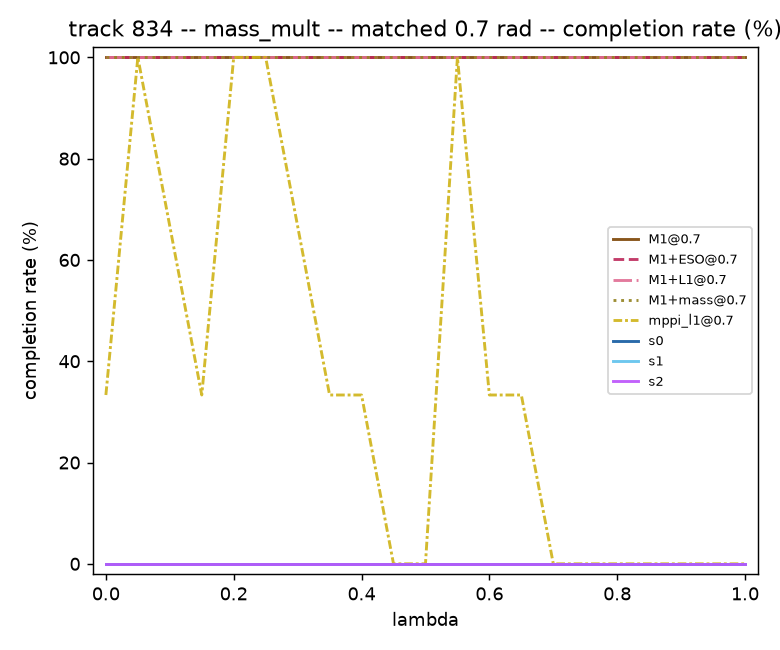 track 834 -- mass_mult -- matched 0.7 rad -- completion rate (%)
100
80
60
40
20
0
completion rate (%)
M1@0.7
M1+ESO@0.7
M1+L1@0.7
M1+mass@0.7
mppi_l1@0.7
s0
s1
s2
0.0 0.2 0.4 0.6 0.8 1.0
lambda